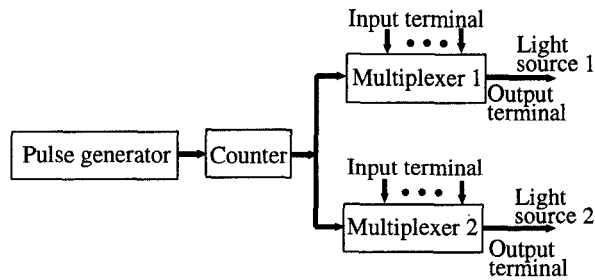 Input terminal
Light
source 1
Multiplexer 1
Output
terminal
Pulse generator
Counter
Input terminal
Light
source 2
Multiplexer 2
Output
terminal